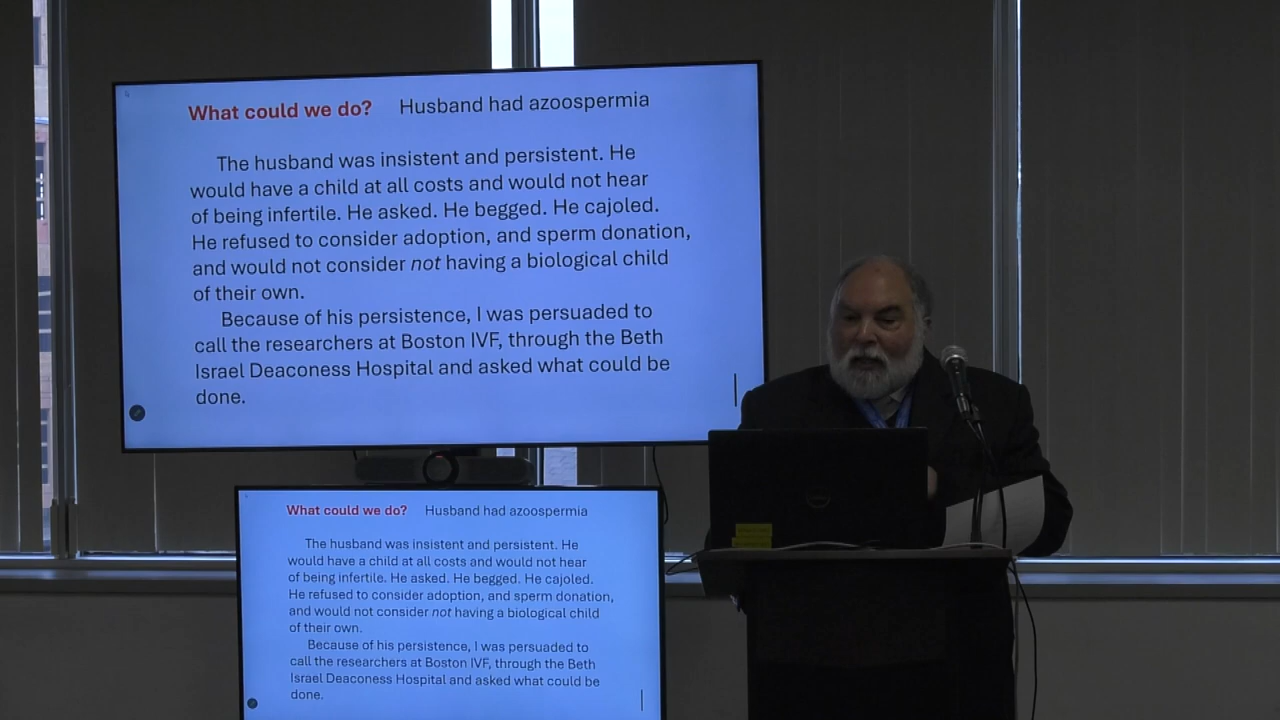 What could we do? Husband had azoospermia
The husband was insistent and persistent. He
would have a child at all costs and would not hear
of being infertile. He asked. He begged. He cajoled.
He refused to consider adoption, and sperm donation,
and would not consider not having a biological child
of their own.
Because of his persistence, I was persuaded to
call the researchers at Boston IVF, through the Beth
Israel Deaconess Hospital and asked what could be
done.
What could we do? Husband had azoospermia
The husband was insistent and persistent. He
would have a child at all costs and would not hear
of being infertile. He asked. He begged. He cajoled.
He refused to consider adoption, and sperm donation,
and would not consider not having a biological child
of their own.
Because of his persistence, I was persuaded to
call the researchers at Boston IVF, through the Beth
Israel Deaconess Hospital and asked what could be
done.